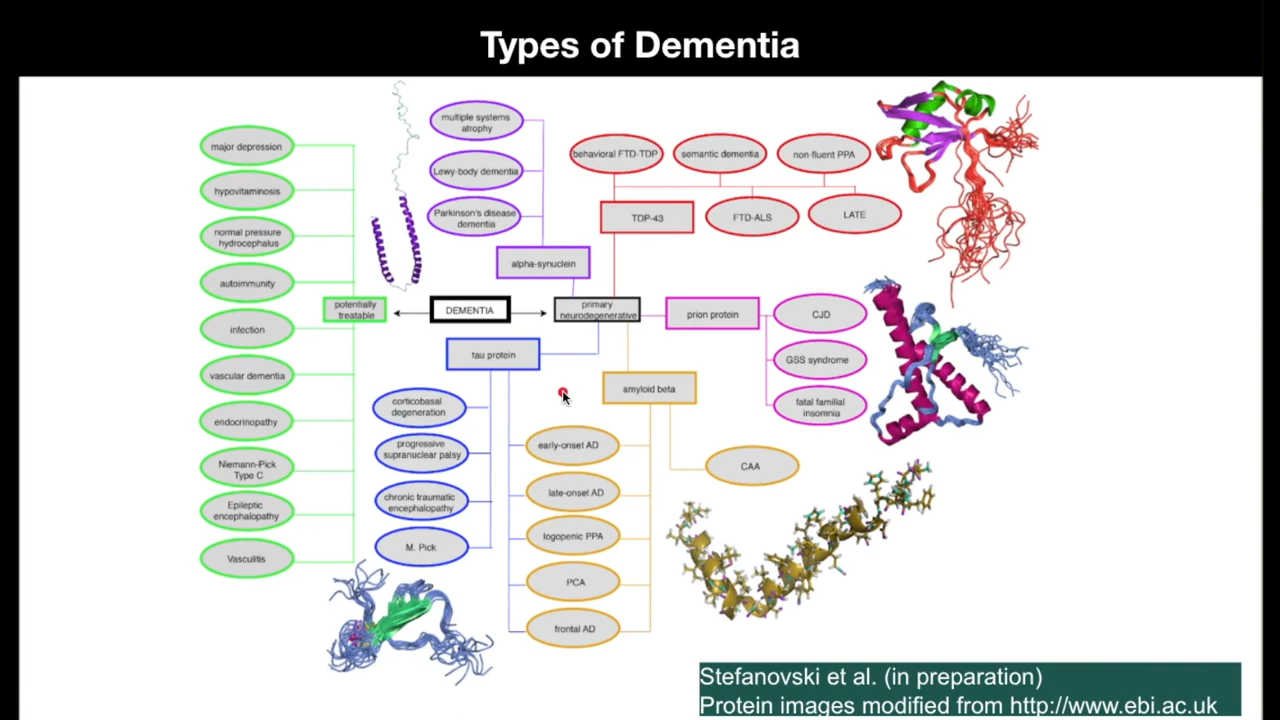 Types of Dementia
major depression
hypovitaminosis
normal pressure
hydrocephalus
autoimmunity
infection
vascular dementia
endocrinopathy
Niemann-Pick
Type C
Epileptic
encephalopathy
Vasculitis
potentially
treatable
DEMENTIA
primary
neurodegenerative
multiple systems
atrophy
Lewy-body dementia
Parkinson's disease
dementia
alpha-synuclein
behavioral FTD-TDP
semantic dementia
non-fluent PPA
TDP-43
FTD-ALS
LATE
prion protein
CJD
GSS syndrome
fatal familial
insomnia
tau protein
corticobasal
degeneration
progressive
supranuclear palsy
chronic traumatic
encephalopathy
M. Pick
amyloid beta
early-onset AD
late-onset AD
logopenic PPA
PCA
frontal AD
CAA
Stefanovski et al. (in preparation)
Protein images modified from http://www.ebi.ac.uk